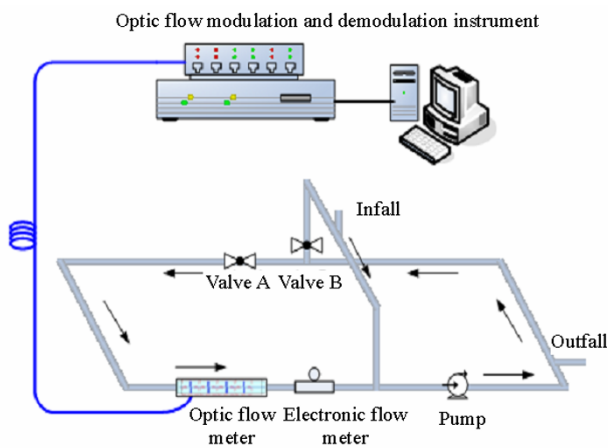 Optic flow modulation and demodulation instrument
Infall
Valve A
Valve B
Outfall
Optic flow
meter
Electronic flow
meter
Pump